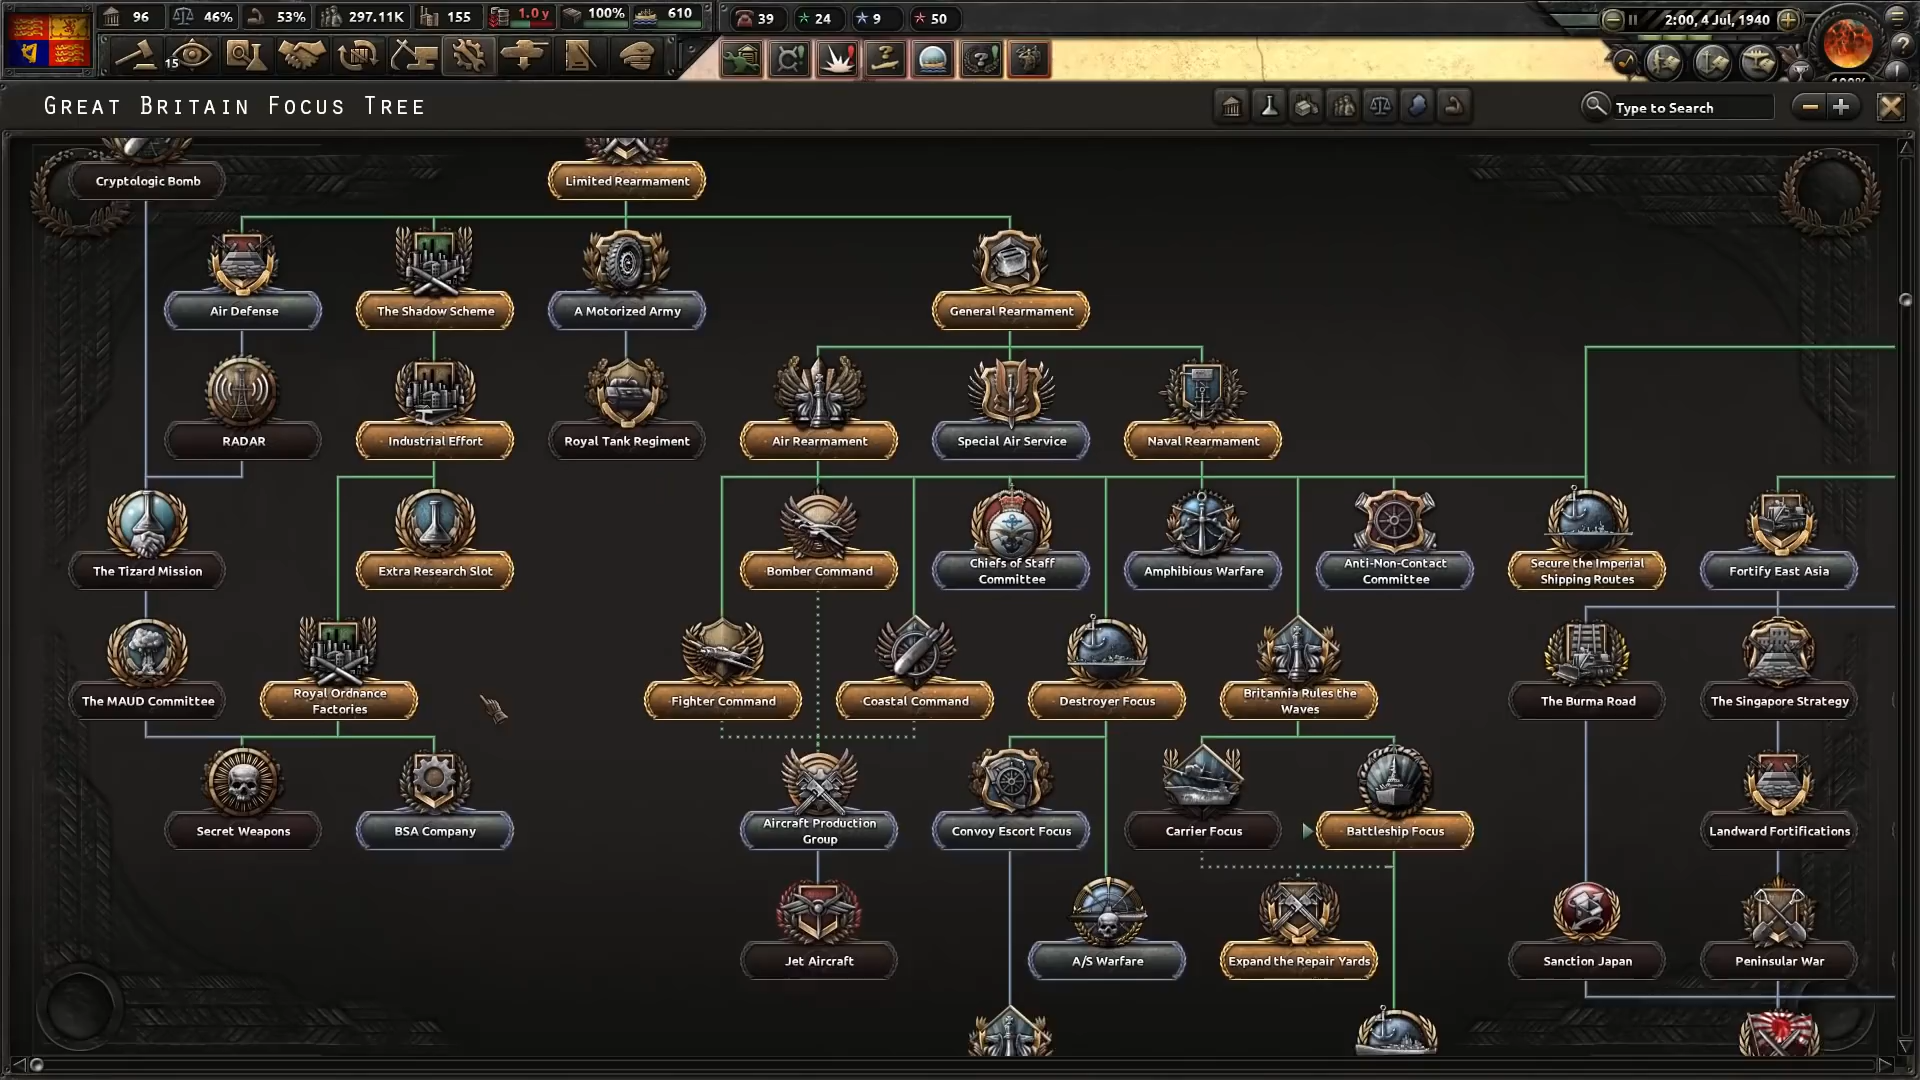 96
46%
53%
297.11K
155
1.0 y
100%
610
39
24
9
50
2:00, 4 Jul, 1940
15
GREAT BRITAIN FOCUS TREE
Type to Search
Cryptologic Bomb
Limited Rearmament
Air Defense
The Shadow Scheme
A Motorized Army
General Rearmament
RADAR
Industrial Effort
Royal Tank Regiment
Air Rearmament
Special Air Service
Naval Rearmament
The Tizard Mission
Extra Research Slot
Bomber Command
Chiefs of Staff
Committee
Amphibious Warfare
Anti-Non-Contact
Committee
Secure the Imperial
Shipping Routes
Fortify East Asia
The MAUD Committee
Royal Ordnance
Factories
Fighter Command
Coastal Command
Destroyer Focus
Britannia Rules the
Waves
The Burma Road
The Singapore Strategy
Secret Weapons
BSA Company
Aircraft Production
Group
Convoy Escort Focus
Carrier Focus
Battleship Focus
Landward Fortifications
Jet Aircraft
A/S Warfare
Expand the Repair Yards
Sanction Japan
Peninsular War